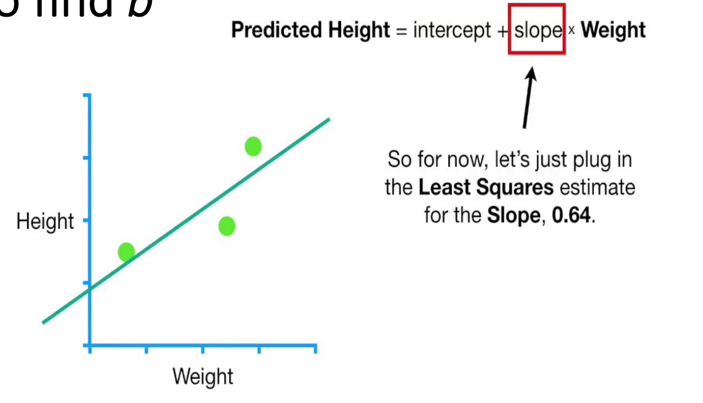 o find b
Predicted Height = intercept + slope × Weight
So for now, let's just plug in
the Least Squares estimate
for the Slope, 0.64.
Height
Weight